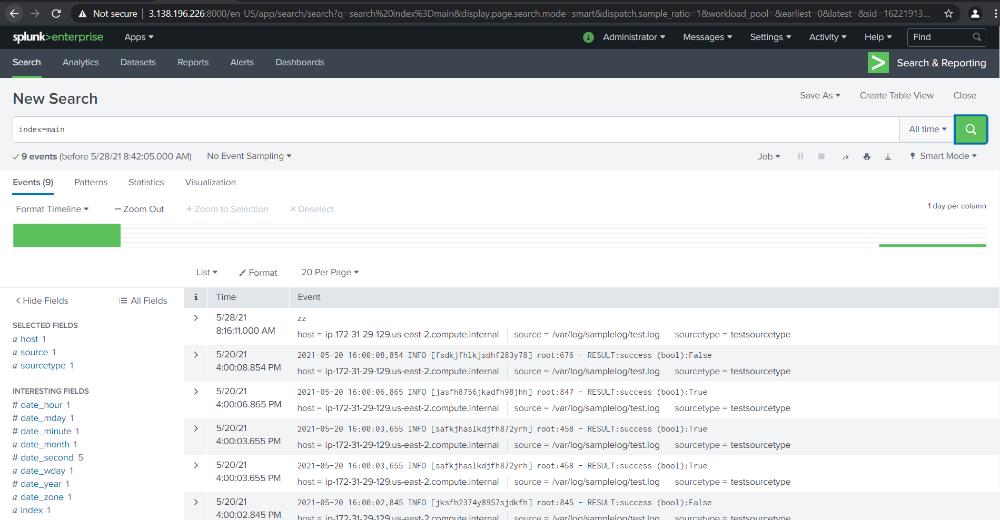 Not secure | 3.138.196.226:8000/en-US/app/search/search?q=search%20index%3Dmain&display.page.search.mode=smart&dispatch.sample_ratio=1&workload_pool=&earliest=0&latest=&sid=16221913...
splunk>enterprise Apps Administrator Messages Settings Activity Help Find
Search Analytics Datasets Reports Alerts Dashboards Search & Reporting
New Search Save As Create Table View Close
index=main All time
9 events (before 5/28/21 8:42:05.000 AM) No Event Sampling Job Smart Mode
Events (9) Patterns Statistics Visualization
Format Timeline — Zoom Out + Zoom to Selection × Deselect 1 day per column
List Format 20 Per Page
< Hide Fields All Fields
i Time Event
SELECTED FIELDS
a host 1
a source 1
a sourcetype 1
INTERESTING FIELDS
# date_hour 1
# date_mday 1
# date_minute 1
a date_month 1
# date_second 5
a date_wday 1
# date_year 1
a date_zone 1
a index 1
> 5/28/21 zz
8:16:11.000 AM host = ip-172-31-29-129.us-east-2.compute.internal source = /var/log/samplelog/test.log sourcetype = testsourcetype
> 5/20/21 2021-05-20 16:00:08,854 INFO [fsdkjfhlkjsdhf283y78] root:676 - RESULT:success (bool):False
4:00:08.854 PM host = ip-172-31-29-129.us-east-2.compute.internal source = /var/log/samplelog/test.log sourcetype = testsourcetype
> 5/20/21 2021-05-20 16:00:06,865 INFO [jasfh8756jkadfh98jhh] root:847 - RESULT:success (bool):True
4:00:06.865 PM host = ip-172-31-29-129.us-east-2.compute.internal source = /var/log/samplelog/test.log sourcetype = testsourcetype
> 5/20/21 2021-05-20 16:00:03,655 INFO [safkjhaslkdjfh872yrh] root:458 - RESULT:success (bool):True
4:00:03.655 PM host = ip-172-31-29-129.us-east-2.compute.internal source = /var/log/samplelog/test.log sourcetype = testsourcetype
> 5/20/21 2021-05-20 16:00:03,655 INFO [safkjhaslkdjfh872yrh] root:458 - RESULT:success (bool):True
4:00:03.655 PM host = ip-172-31-29-129.us-east-2.compute.internal source = /var/log/samplelog/test.log sourcetype = testsourcetype
> 5/20/21 2021-05-20 16:00:02,845 INFO [jksfh2374y8957sjdkfh] root:845 - RESULT:success (bool):False
4:00:02.845 PM host = ip-172-31-29-129.us-east-2.compute.internal source = /var/log/samplelog/test.log sourcetype = testsourcetype